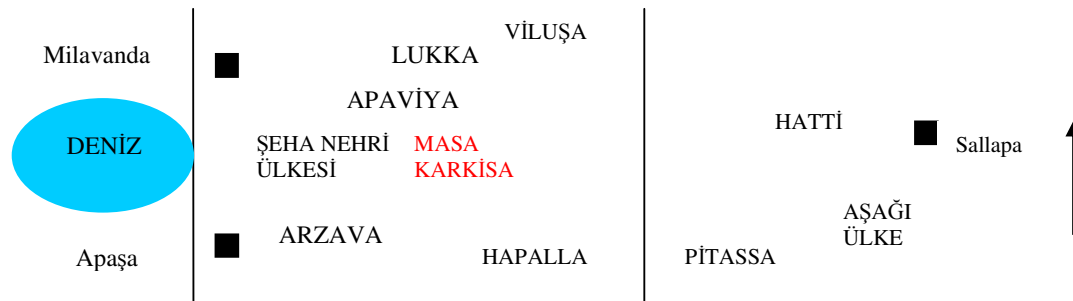 VİLUŞA
Milavanda
LUKKA
APAVİYA
HATTİ
DENİZ
ŞEHA NEHRİ
ÜLKESİ
MASA
KARKİSA
Sallapa
AŞAĞI
ÜLKE
ARZAVA
Apaşa
HAPALLA
PİTASSA